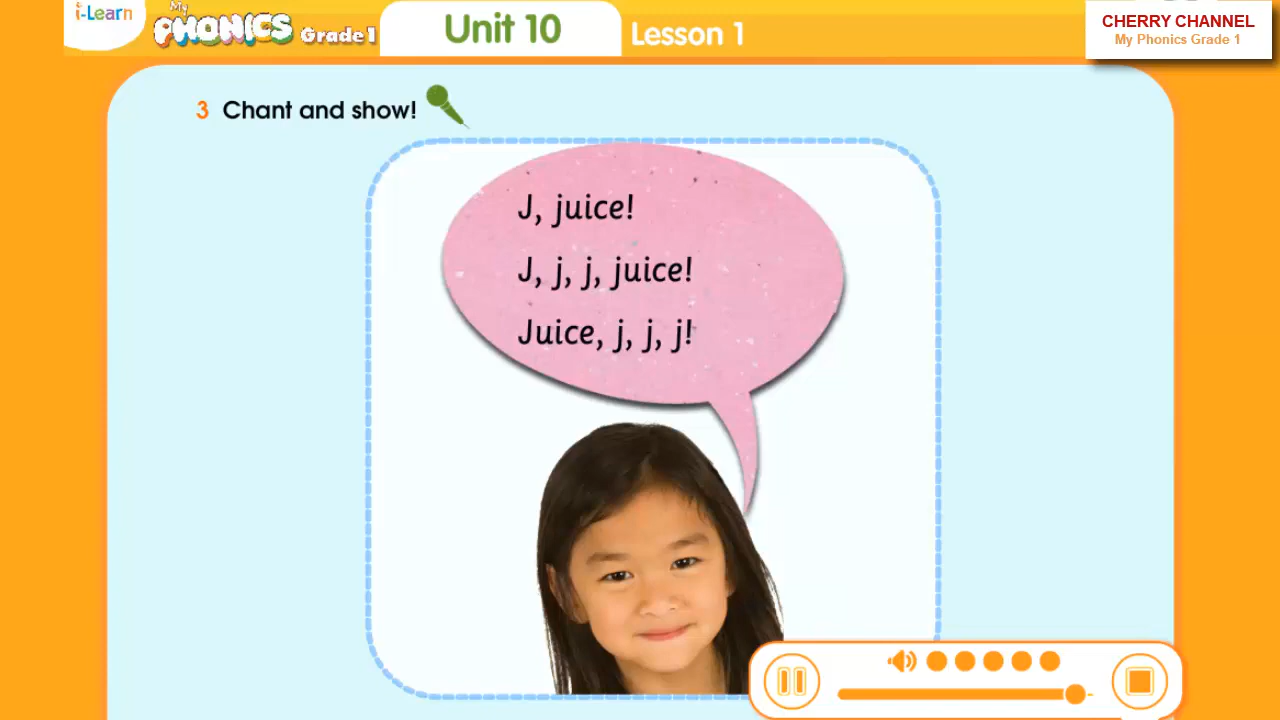 i-Learn
My
PHONICS Grade 1
Unit 10
Lesson 1
CHERRY CHANNEL
My Phonics Grade 1
3 Chant and show!
J, juice!
J, j, j, juice!
Juice, j, j, j!